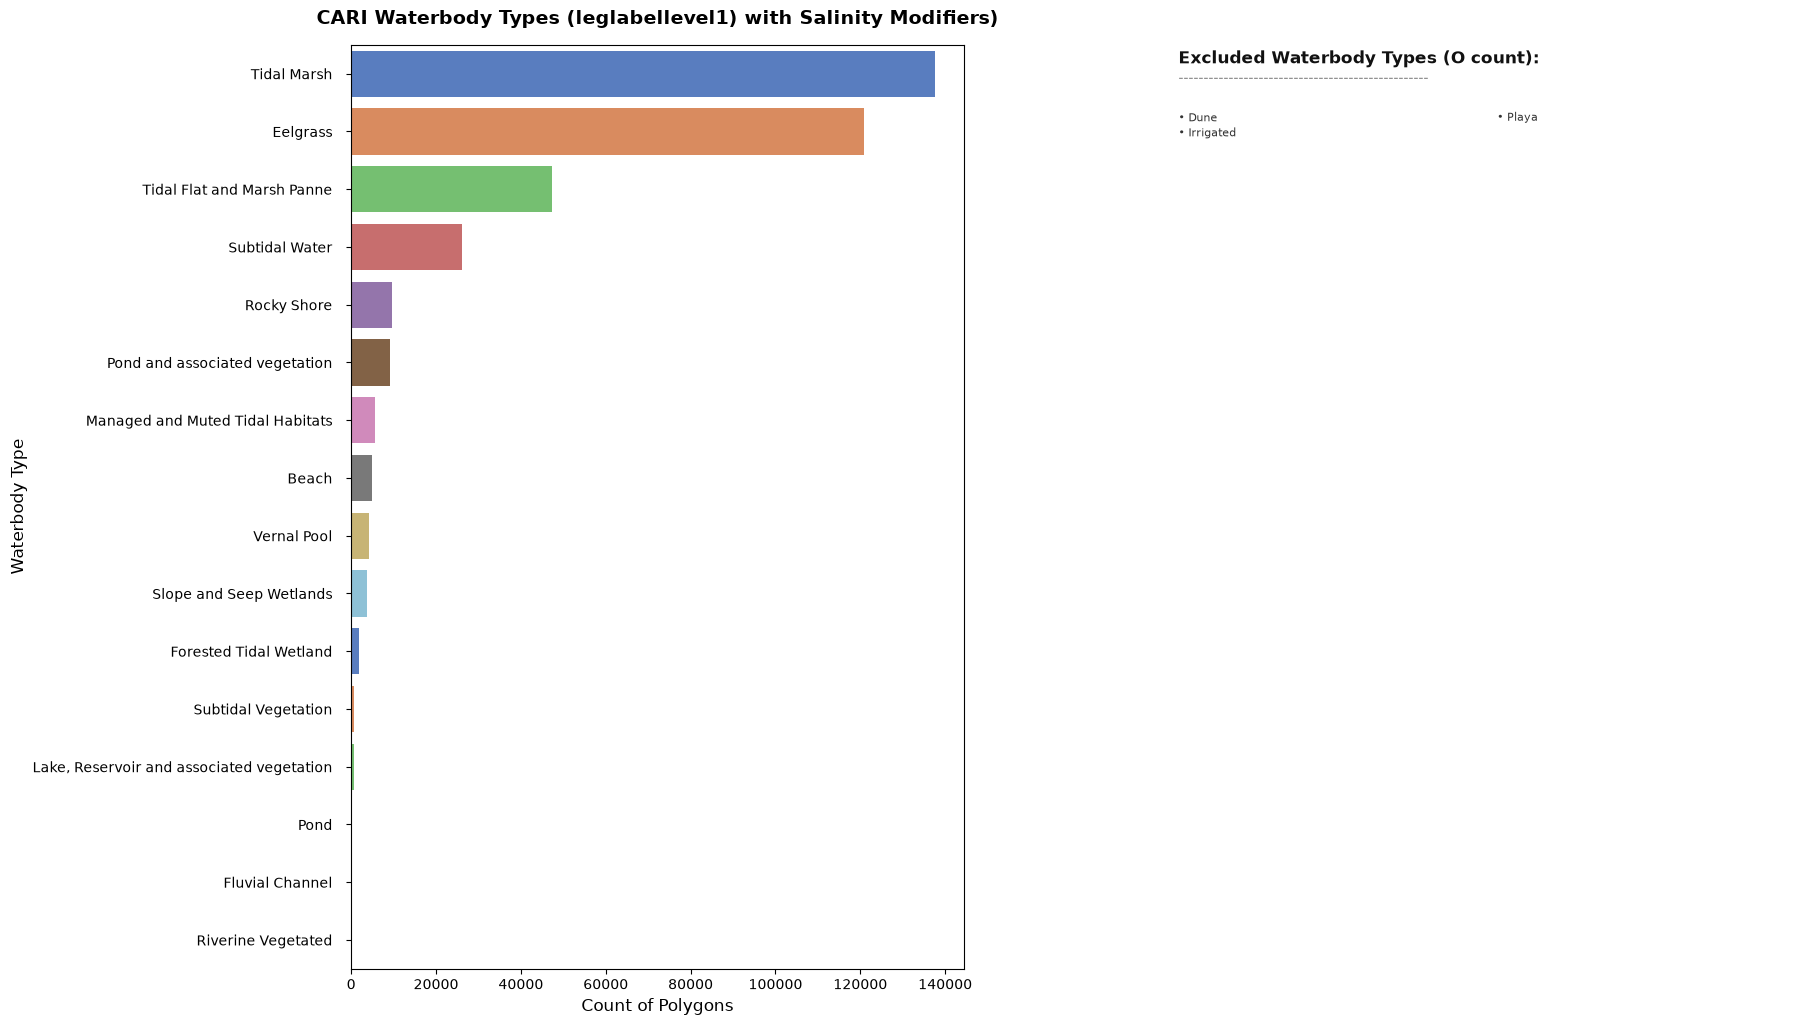 CARI Waterbody Types (leglabellevel1) with Salinity Modifiers)
Tidal Marsh
Eelgrass
Tidal Flat and Marsh Panne
Subtidal Water
Rocky Shore
Pond and associated vegetation
Managed and Muted Tidal Habitats
Beach
Vernal Pool
Slope and Seep Wetlands
Forested Tidal Wetland
Subtidal Vegetation
Lake, Reservoir and associated vegetation
Pond
Fluvial Channel
Riverine Vegetated
Waterbody Type
0 20000 40000 60000 80000 100000 120000 140000
Count of Polygons
Excluded Waterbody Types (O count):
--------------------------------------------------
• Dune
• Irrigated
• Playa